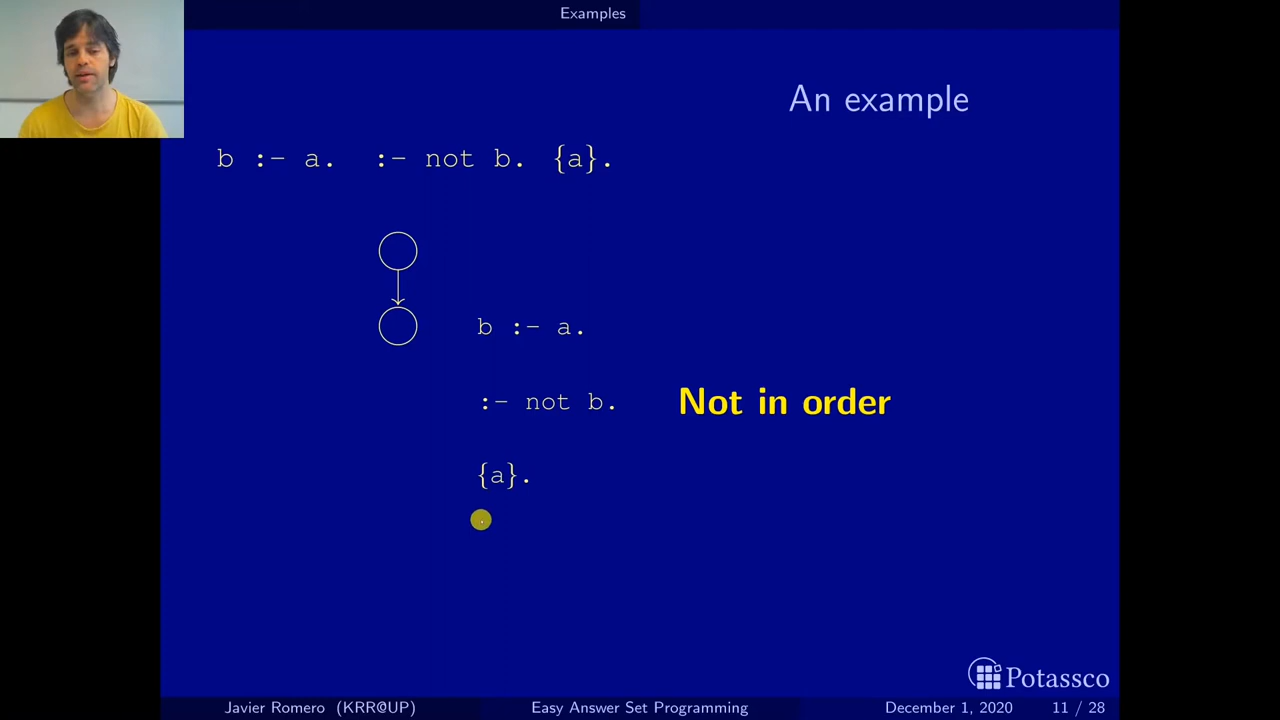 Examples
An example
b :- a. :- not b. {a}.
b :- a.
:- not b. Not in order
{a}.
Potassco
Javier Romero (KRR@UP) Easy Answer Set Programming December 1, 2020 11 / 28